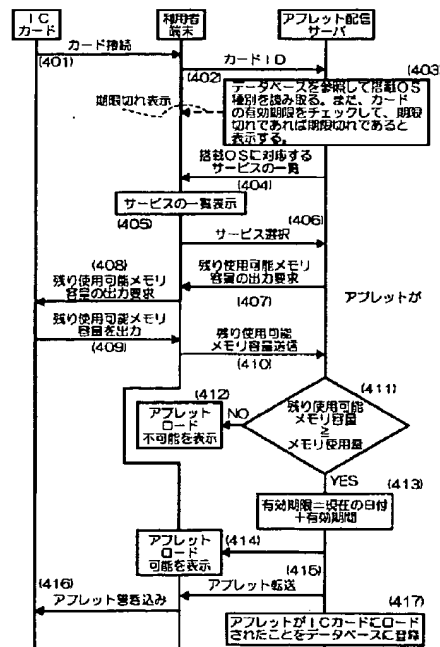 ＩＣ
カード
利用者
端末
アプレット配信
サーバ
カード接続
(401)
カードＩＤ
(402)
(403)
データベースを参照して搭載ＯＳ
種別を読み取る。また、カード
の有効期限をチェックして、期限
切れであれば期限切れであると
表示する。
期限切れ表示
搭載ＯＳに対応する
サービスの一覧
(404)
サービスの一覧表示
(405)
(406)
サービス選択
(408)
残り使用可能メモリ
容量の出力要求
残り使用可能メモリ
容量の出力要求
(407)
アプレットが
残り使用可能メモリ
容量を出力
(409)
残り使用可能
メモリ容量送信
(410)
(411)
残り使用可能
メモリ容量
≧
メモリ使用量
(412)
NO
アプレット
ロード
不可能を表示
YES
(413)
有効期限＝現在の日付
＋有効期間
アプレット
ロード
可能を表示
(414)
(415)
アプレット転送
(416)
アプレット書き込み
(417)
アプレットがＩＣカードにロード
されたことをデータベースに登録